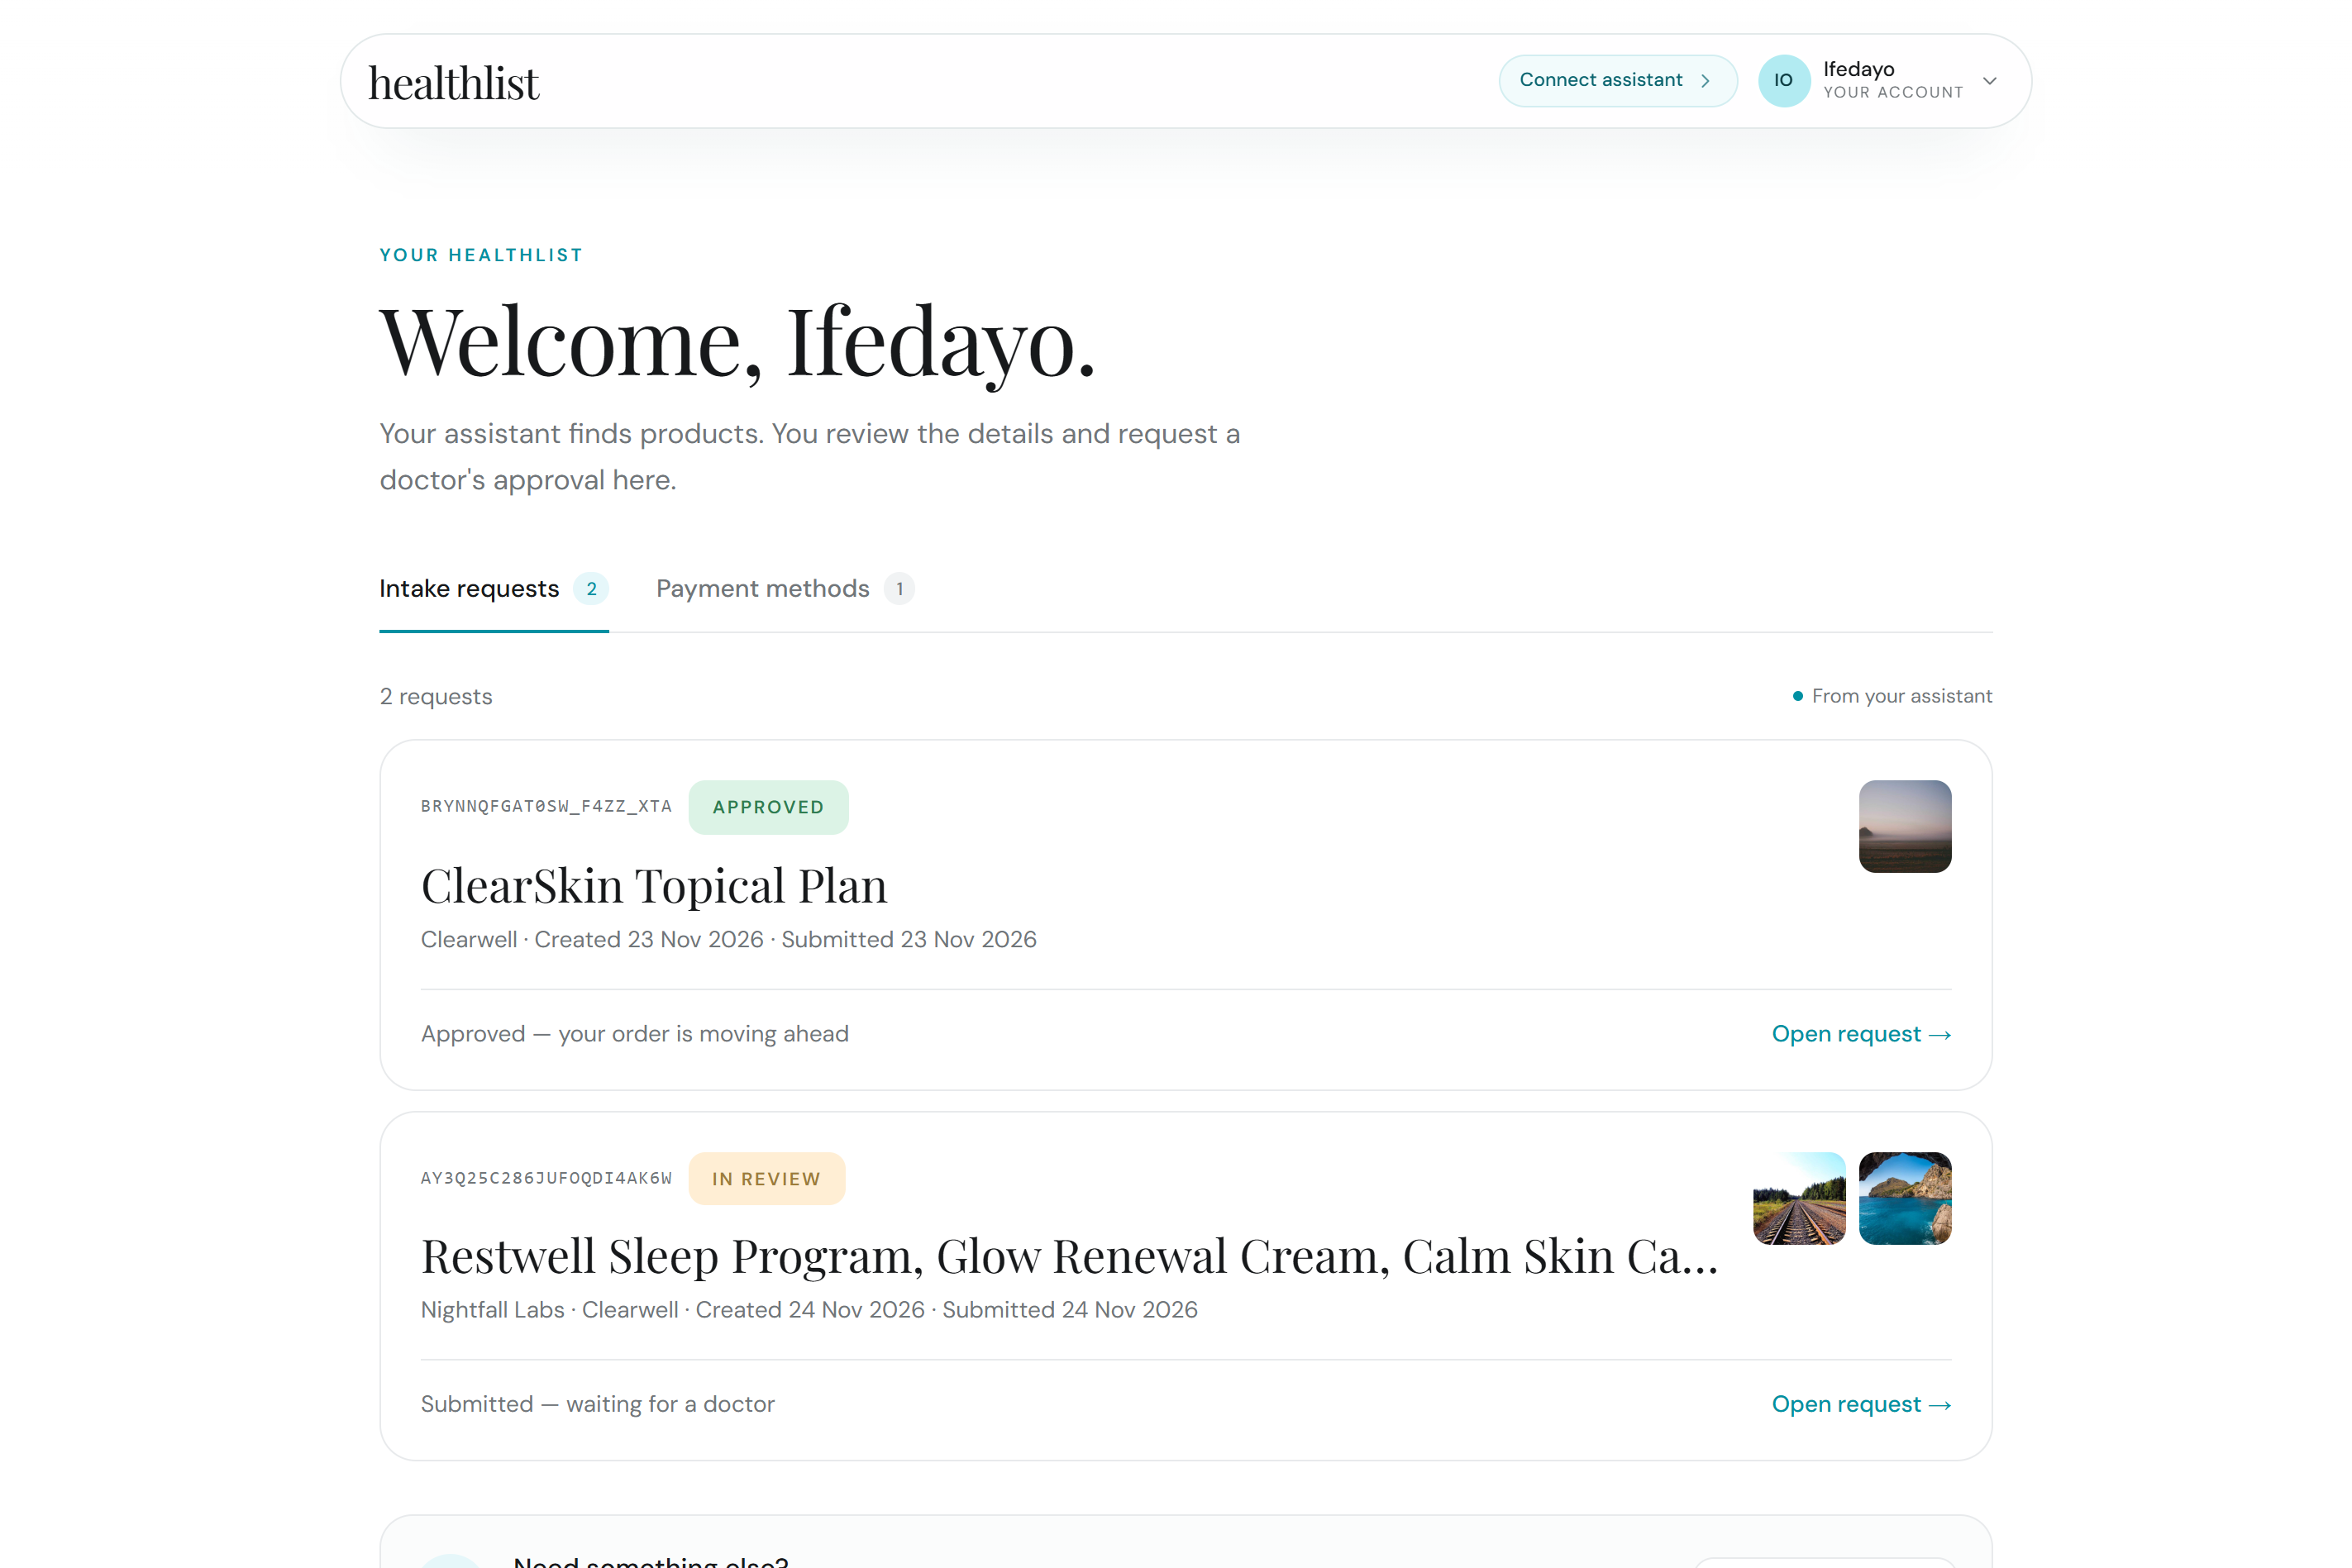 healthlist
Connect assistant
IO
Ifedayo
YOUR ACCOUNT
YOUR HEALTHLIST
Welcome, Ifedayo.
Your assistant finds products. You review the details and request a
doctor's approval here.
Intake requests 2
Payment methods 1
2 requests
From your assistant
BRYNNQFGAT0SW_F4ZZ_XTA APPROVED
ClearSkin Topical Plan
Clearwell · Created 23 Nov 2026 · Submitted 23 Nov 2026
Approved — your order is moving ahead
Open request →
AY3Q25C286JUFOQDI4AK6W IN REVIEW
Restwell Sleep Program, Glow Renewal Cream, Calm Skin Ca...
Nightfall Labs · Clearwell · Created 24 Nov 2026 · Submitted 24 Nov 2026
Submitted — waiting for a doctor
Open request →
Need something else?